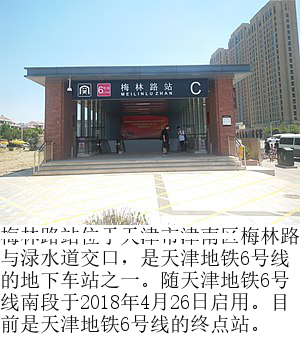 6号线 梅林路站 C
MEILINLU ZHAN
梅林路站位于天津市津南区梅林路
与渌水道交口，是天津地铁6号线
的地下车站之一。随天津地铁6号
线南段于2018年4月26日启用。目
前是天津地铁6号线的终点站。